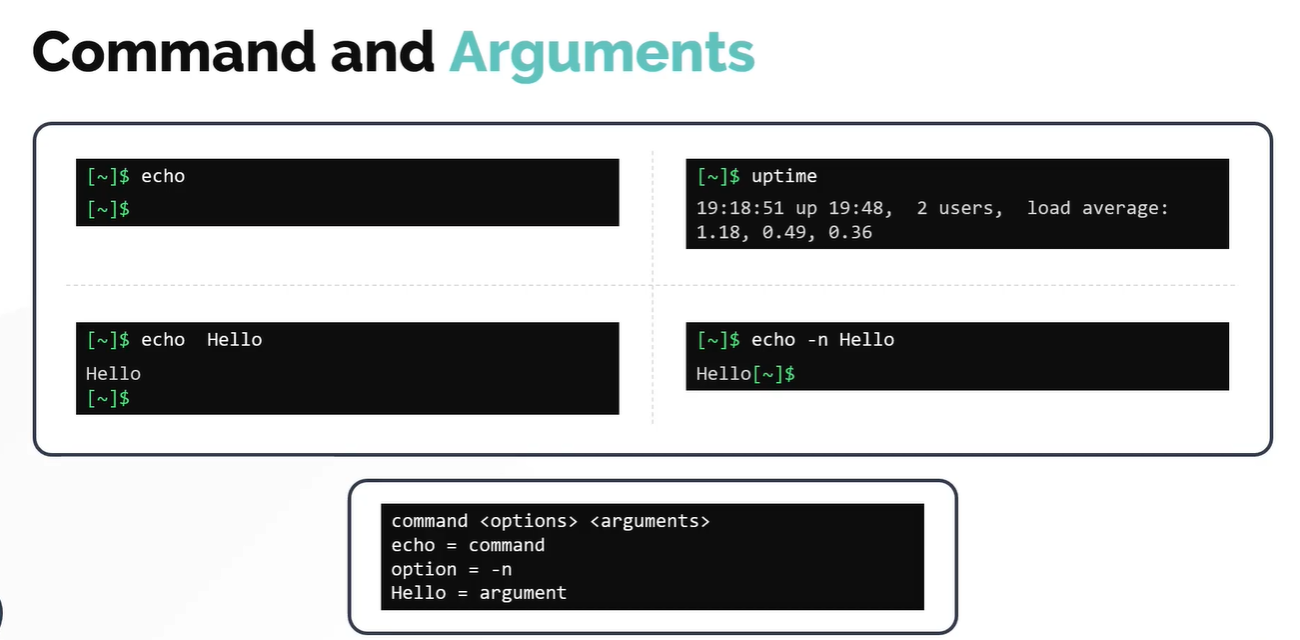 Command and Arguments
[~]$ echo
[~]$
[~]$ uptime
19:18:51 up 19:48,  2 users,  load average:
1.18, 0.49, 0.36
[~]$ echo  Hello
Hello
[~]$
[~]$ echo -n Hello
Hello[~]$
command <options> <arguments>
echo = command
option = -n
Hello = argument